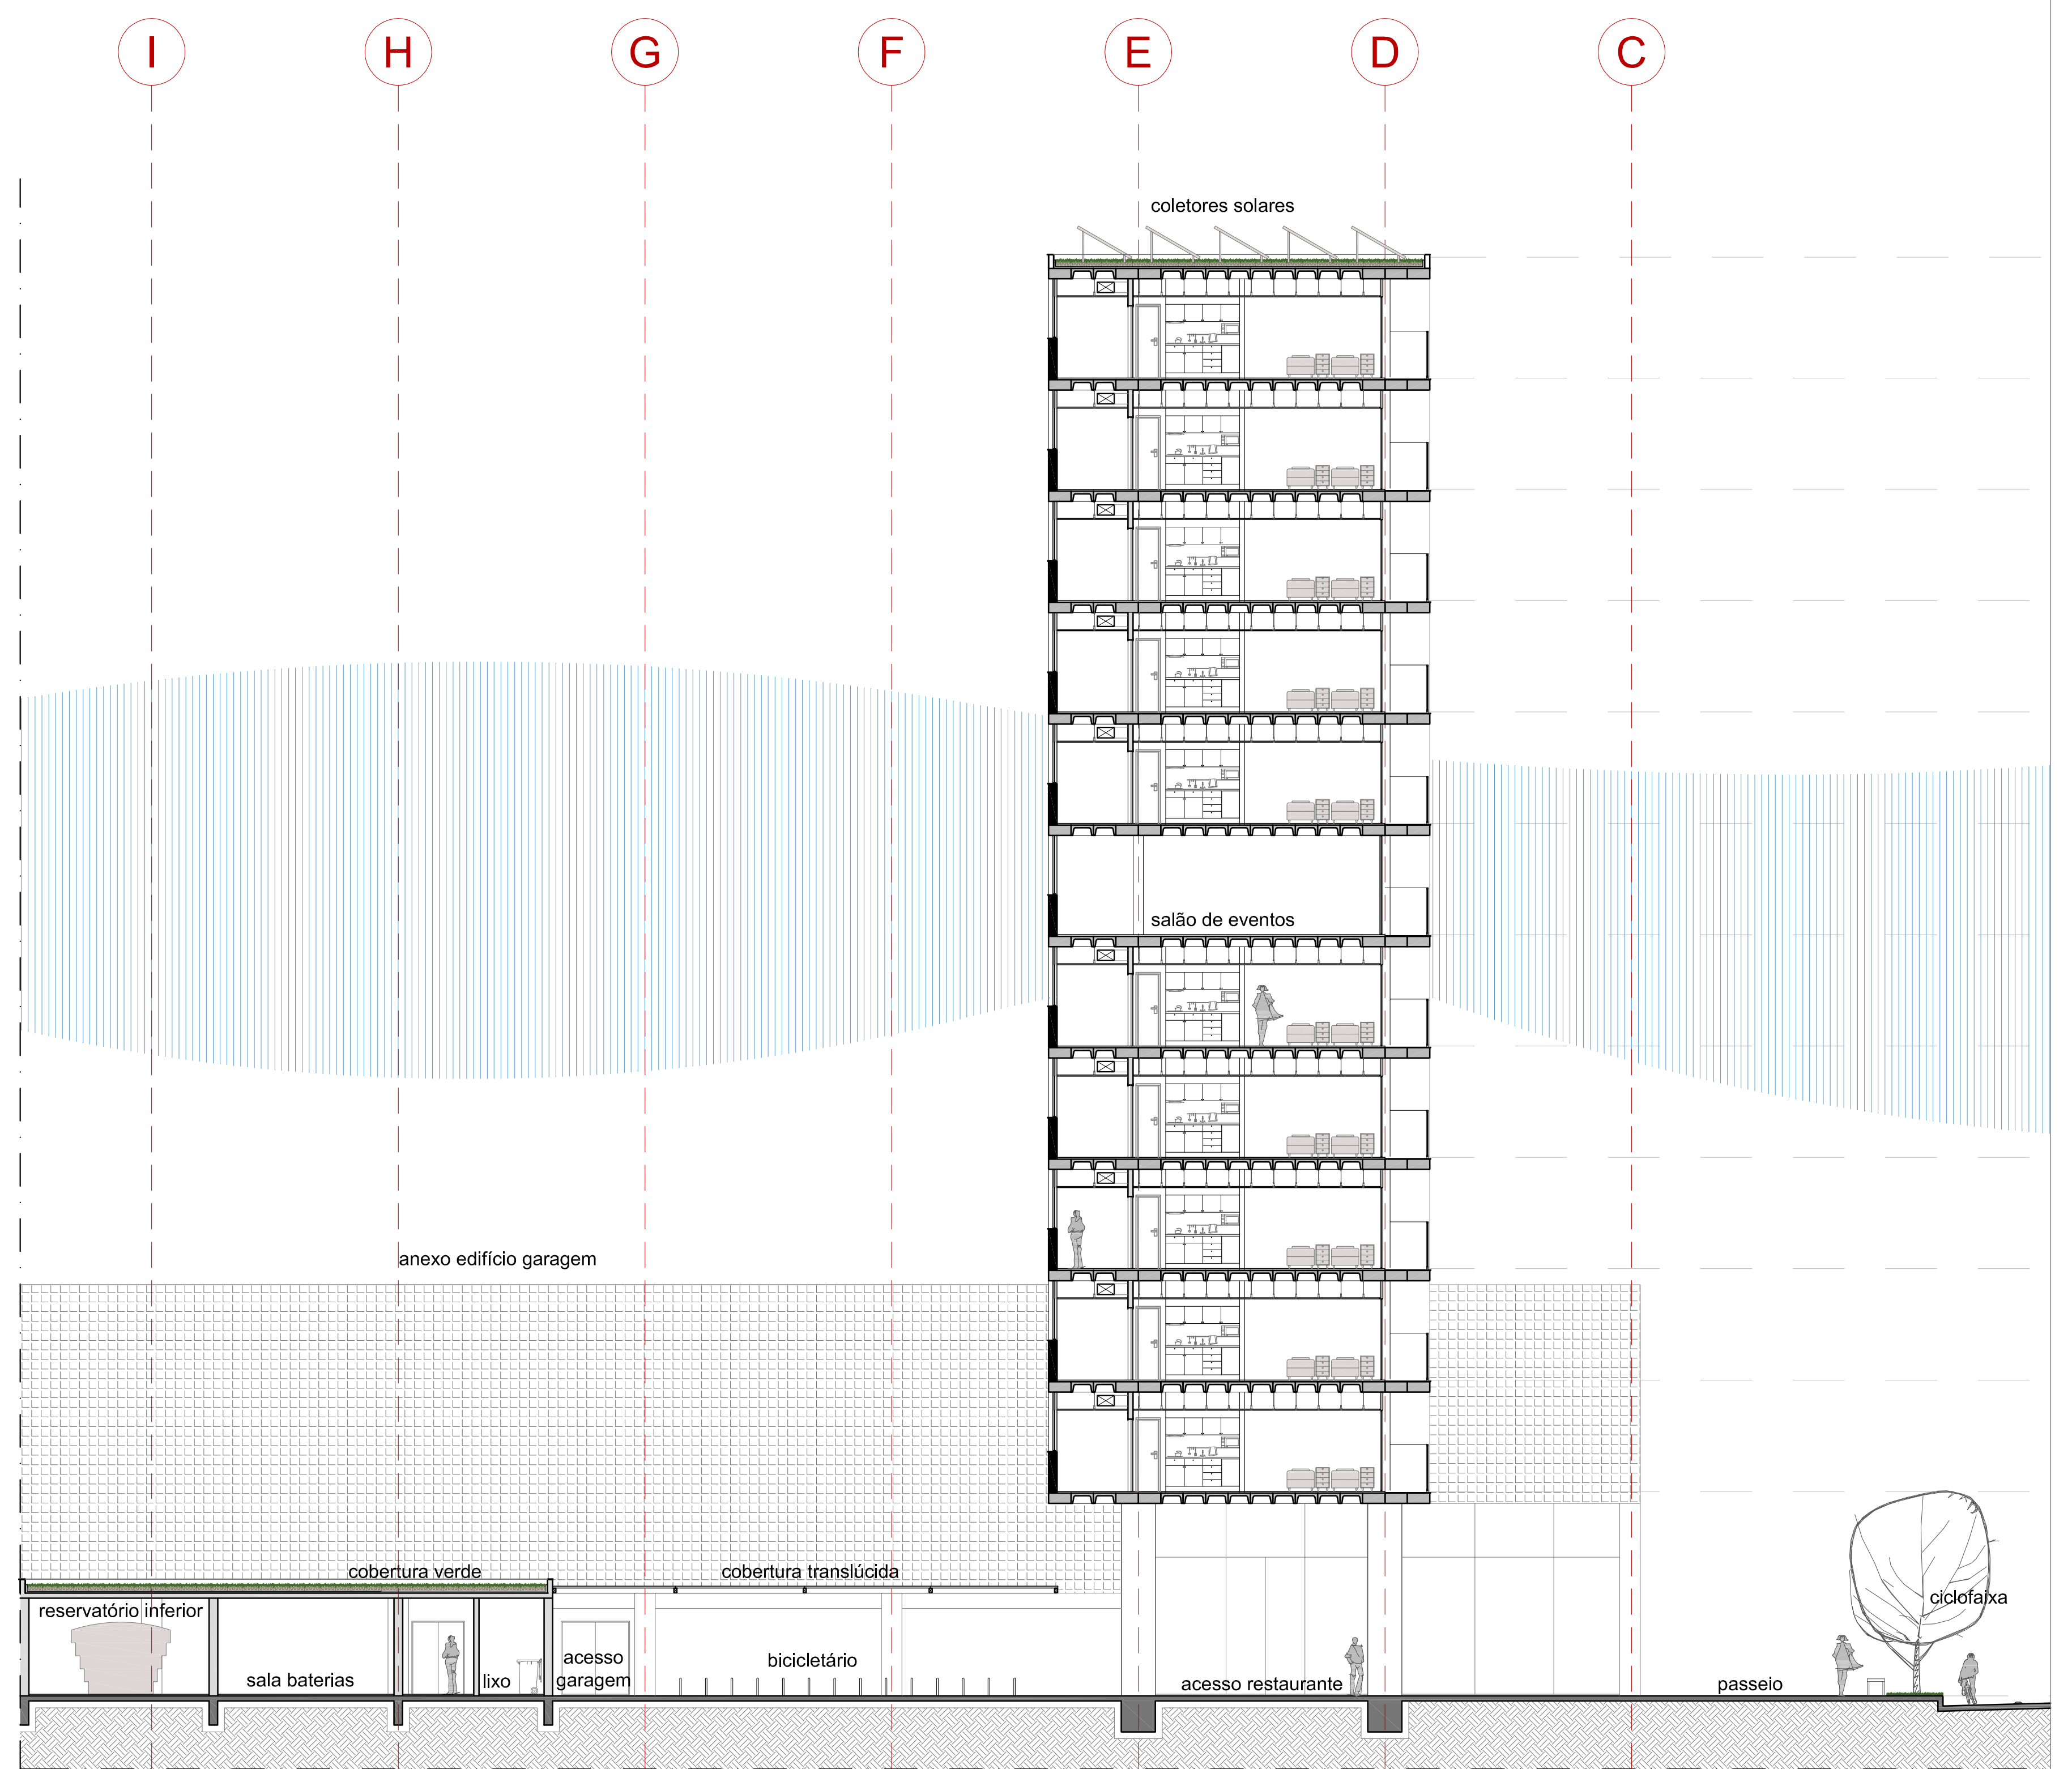 I
H
G
F
E
D
C
coletores solares
salão de eventos
anexo edifício garagem
cobertura verde
cobertura translúcida
reservatório inferior
ciclofaixa
sala baterias
lixo
acesso
garagem
bicicletário
acesso restaurante
passeio